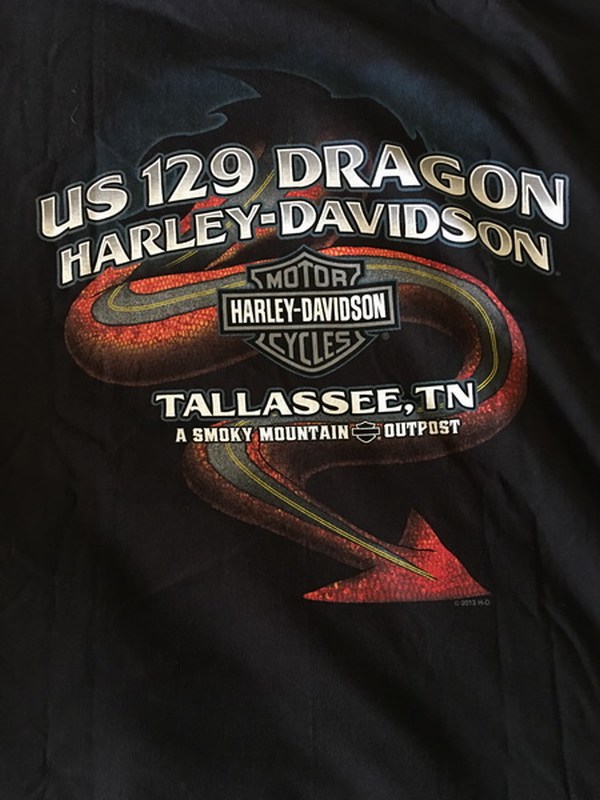 US 129 DRAGON
HARLEY-DAVIDSON
MOTOR
HARLEY-DAVIDSON
CYCLES
TALLASSEE, TN
A SMOKY MOUNTAIN OUTPOST
© 2013 H-D